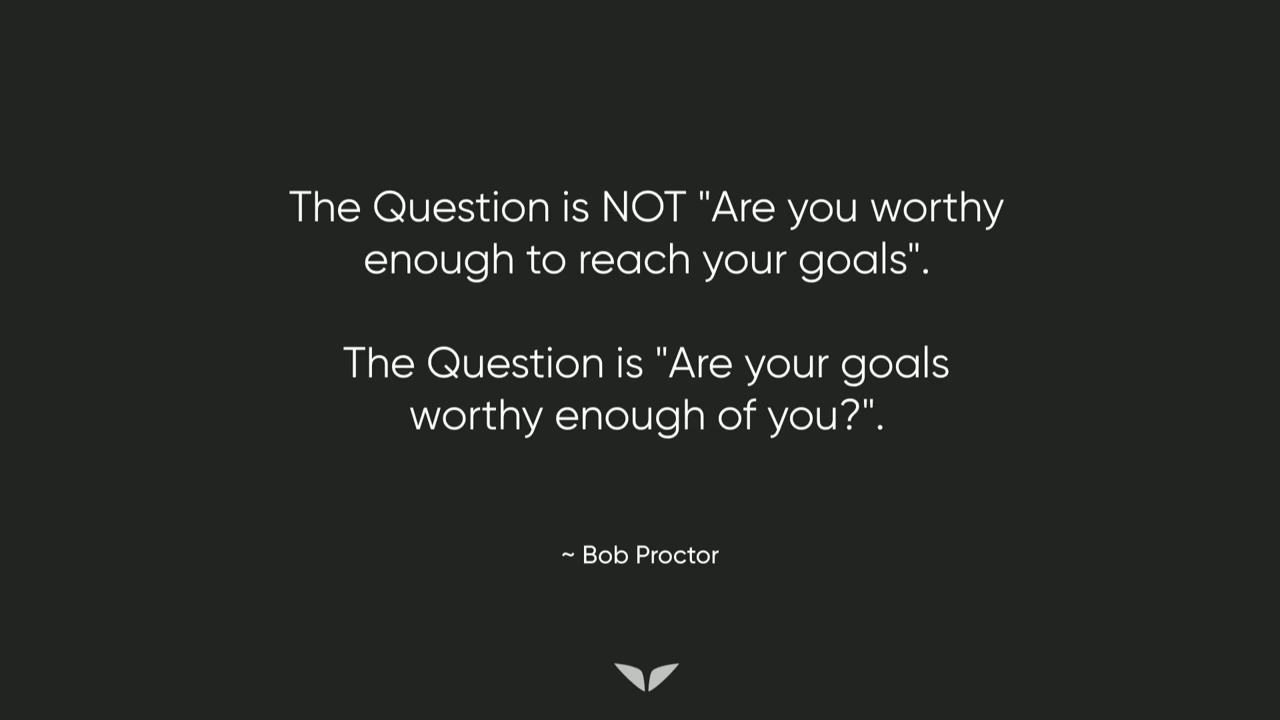 The Question is NOT "Are you worthy
enough to reach your goals".
The Question is "Are your goals
worthy enough of you?".
~ Bob Proctor